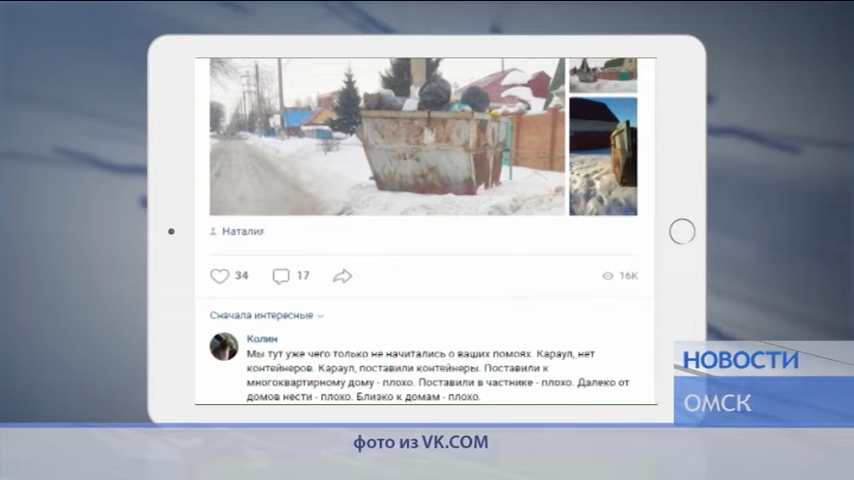 Наталия
34 17 16K
Сначала интересные
Колин
Мы тут уже чего только не начитались о ваших помоях. Караул, нет
контейнеров. Караул, поставили контейнеры. Поставили к
многоквартирному дому - плохо. Поставили в частнике - плохо. Далеко от
домов нести - плохо. Близко к домам - плохо.
НОВОСТИ
ОМСК
фото из VK.COM